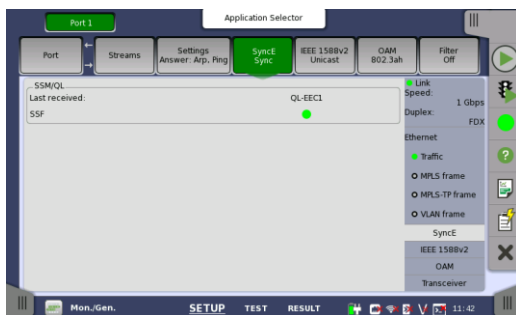 Port 1
Application Selector
Port
Streams
Settings
Answer: Arp, Ping
SyncE
Sync
IEEE 1588v2
Unicast
OAM
802.3ah
Filter
Off
SSM/QL
Last received:
QL-EEC1
SSF
Link
Speed:
1 Gbps
Duplex:
FDX
Ethernet
Traffic
MPLS frame
MPLS-TP frame
VLAN frame
SyncE
IEEE 1588v2
OAM
Transceiver
Mon./Gen.
SETUP
TEST
RESULT
11:42